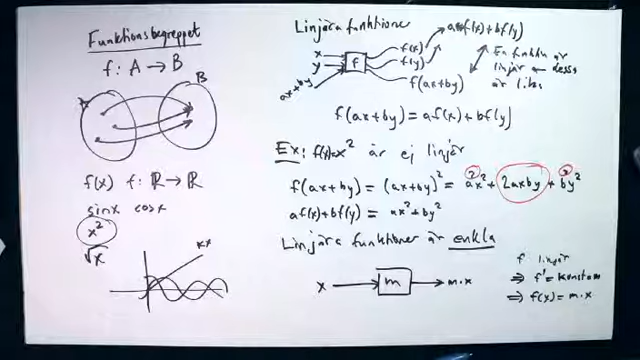 Funktionsbegreppet
f: A → B
A
B
f(x) f: ℝ → ℝ
sinx cosx
x²
√x
kx
Linjära funktioner
x
y
ax+by
f
f(x)
f(y)
f(ax+by)
af(x)+bf(y)
En funktion är
linjär om dessa
är lika
f(ax+by) = af(x)+bf(y)
Ex: f(x)=x² är ej linjär
f(ax+by) = (ax+by)² = a²x² + 2axby + b²y²
af(x)+bf(y) = ax²+by²
Linjära funktioner är enkla
x → m → m·x
f linjär
⇒ f' = konstant
⇒ f(x) = m·x